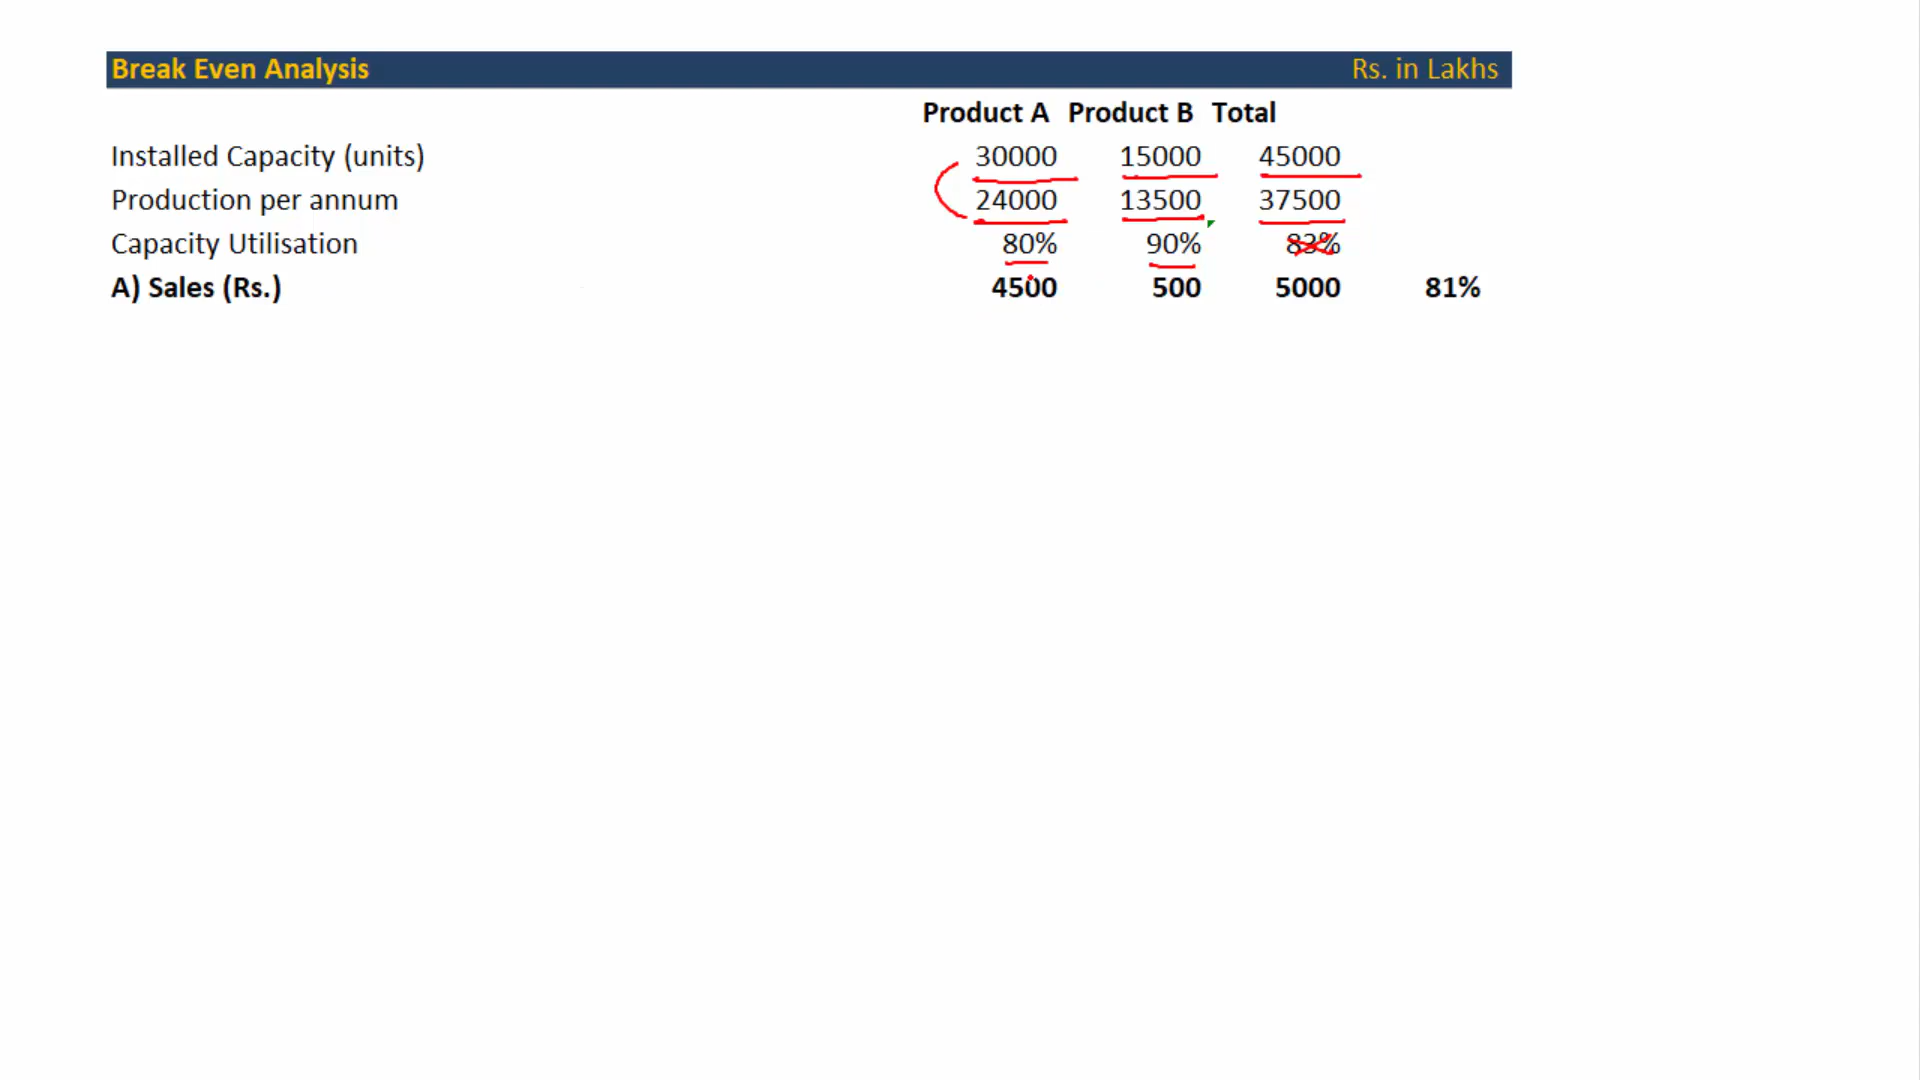 Break Even Analysis Rs. in Lakhs
Product A Product B Total
Installed Capacity (units) 30000 15000 45000
Production per annum 24000 13500 37500
Capacity Utilisation 80% 90% 83%
A) Sales (Rs.) 4500 500 5000 81%